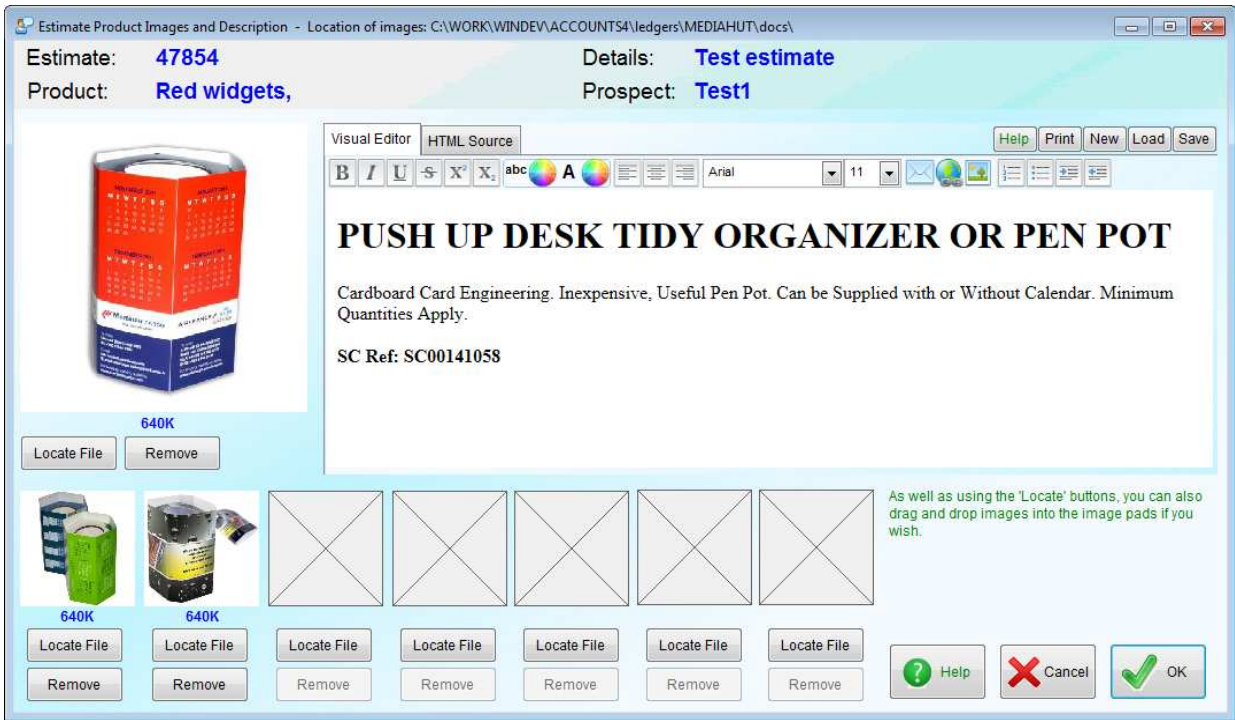 Estimate Product Images and Description - Location of images: C:\WORK\WINDEV\ACCOUNTS4\ledgers\MEDIAHUT\docs\
Estimate: 47854 Details: Test estimate
Product: Red widgets, Prospect: Test1
Visual Editor HTML Source Help Print New Load Save
B I U S X² X₂ abc A Arial 11
PUSH UP DESK TIDY ORGANIZER OR PEN POT
Cardboard Card Engineering. Inexpensive, Useful Pen Pot. Can be Supplied with or Without Calendar. Minimum
Quantities Apply.
SC Ref: SC00141058
640K
Locate File Remove
As well as using the 'Locate' buttons, you can also
drag and drop images into the image pads if you
wish.
640K 640K
Locate File Locate File Locate File Locate File Locate File Locate File Locate File
Remove Remove Remove Remove Remove Remove Remove
Help Cancel OK